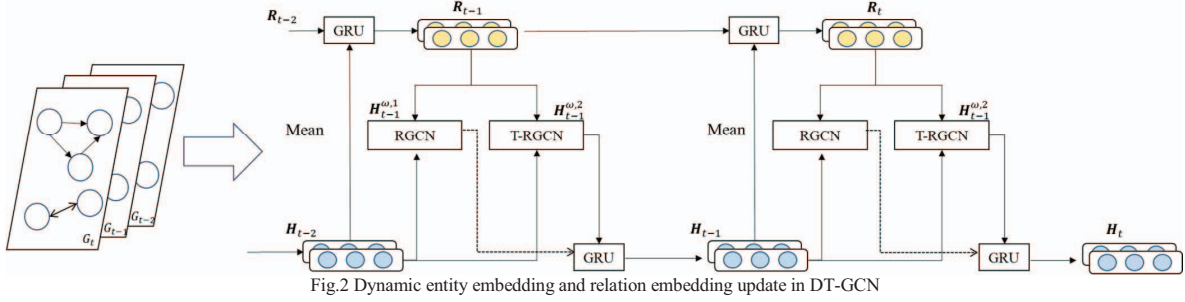 R_{t-2}
GRU
R_{t-1}
GRU
R_t
H^{ω,1}_{t-1}
H^{ω,2}_{t-1}
H^{ω,2}_{t-1}
Mean
RGCN
T-RGCN
Mean
RGCN
T-RGCN
G_t
G_{t-1}
G_{t-2}
H_{t-2}
GRU
H_{t-1}
GRU
H_t
Fig.2 Dynamic entity embedding and relation embedding update in DT-GCN